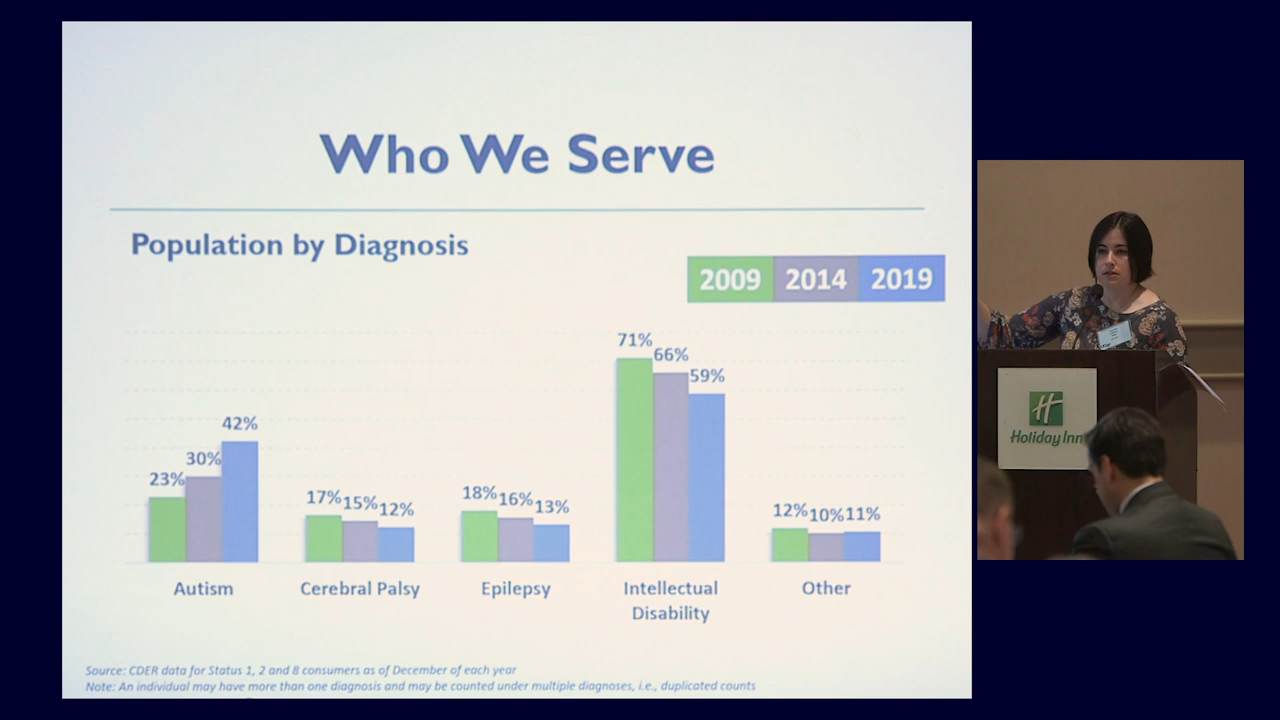 Who We Serve
Population by Diagnosis
2009 2014 2019
23% 30% 42%
17% 15% 12%
18% 16% 13%
71% 66% 59%
12% 10% 11%
Autism
Cerebral Palsy
Epilepsy
Intellectual
Disability
Other
Source: CDER data for Status 1, 2 and 8 consumers as of December of each year
Note: An individual may have more than one diagnosis and may be counted under multiple diagnoses, i.e., duplicated counts
H
Holiday Inn